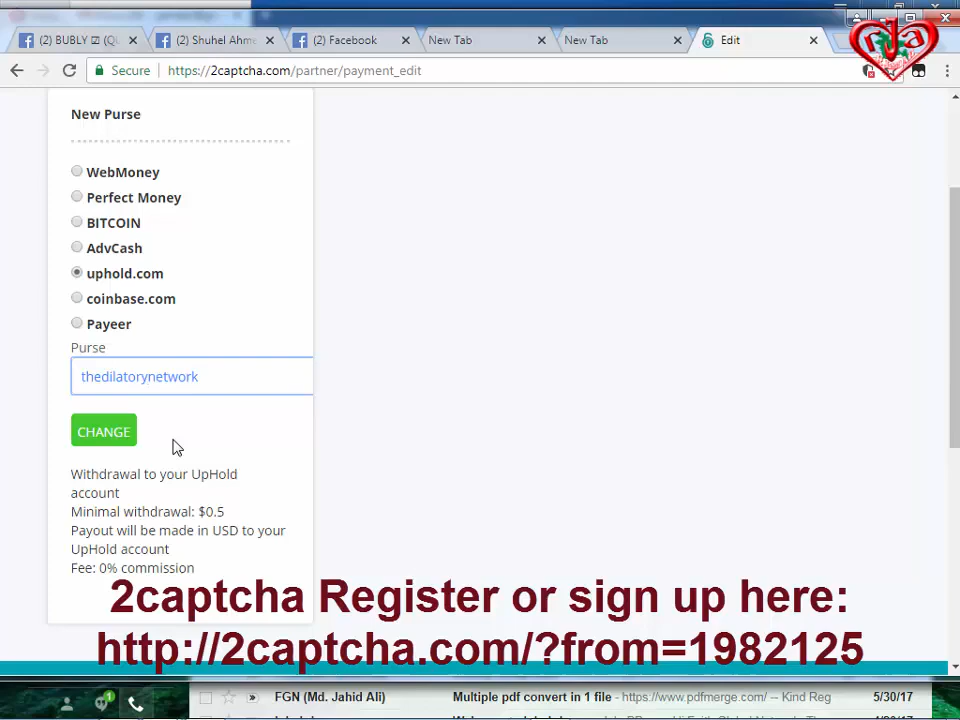 (2) BUBLY ☑ (QU
(2) Shuhel Ahme
(2) Facebook
New Tab
New Tab
Edit
rja
Secure
https://2captcha.com/partner/payment_edit
New Purse
WebMoney
Perfect Money
BITCOIN
AdvCash
uphold.com
coinbase.com
Payeer
Purse
thedilatorynetwork
CHANGE
Withdrawal to your UpHold
account
Minimal withdrawal: $0.5
Payout will be made in USD to your
UpHold account
Fee: 0% commission
2captcha Register or sign up here:
http://2captcha.com/?from=1982125
1
FGN (Md. Jahid Ali)
Multiple pdf convert in 1 file - https://www.pdfmerge.com/ -- Kind Reg
5/30/17